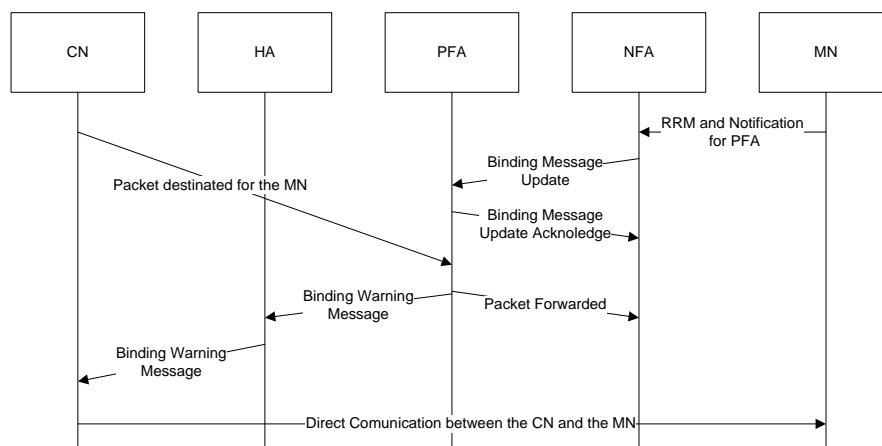 CN
HA
PFA
NFA
MN
RRM and Notification
for PFA
Binding Message
Update
Packet destinated for the MN
Binding Message
Update Acknoledge
Binding Warning
Message
Packet Forwarded
Binding Warning
Message
Direct Comunication between the CN and the MN